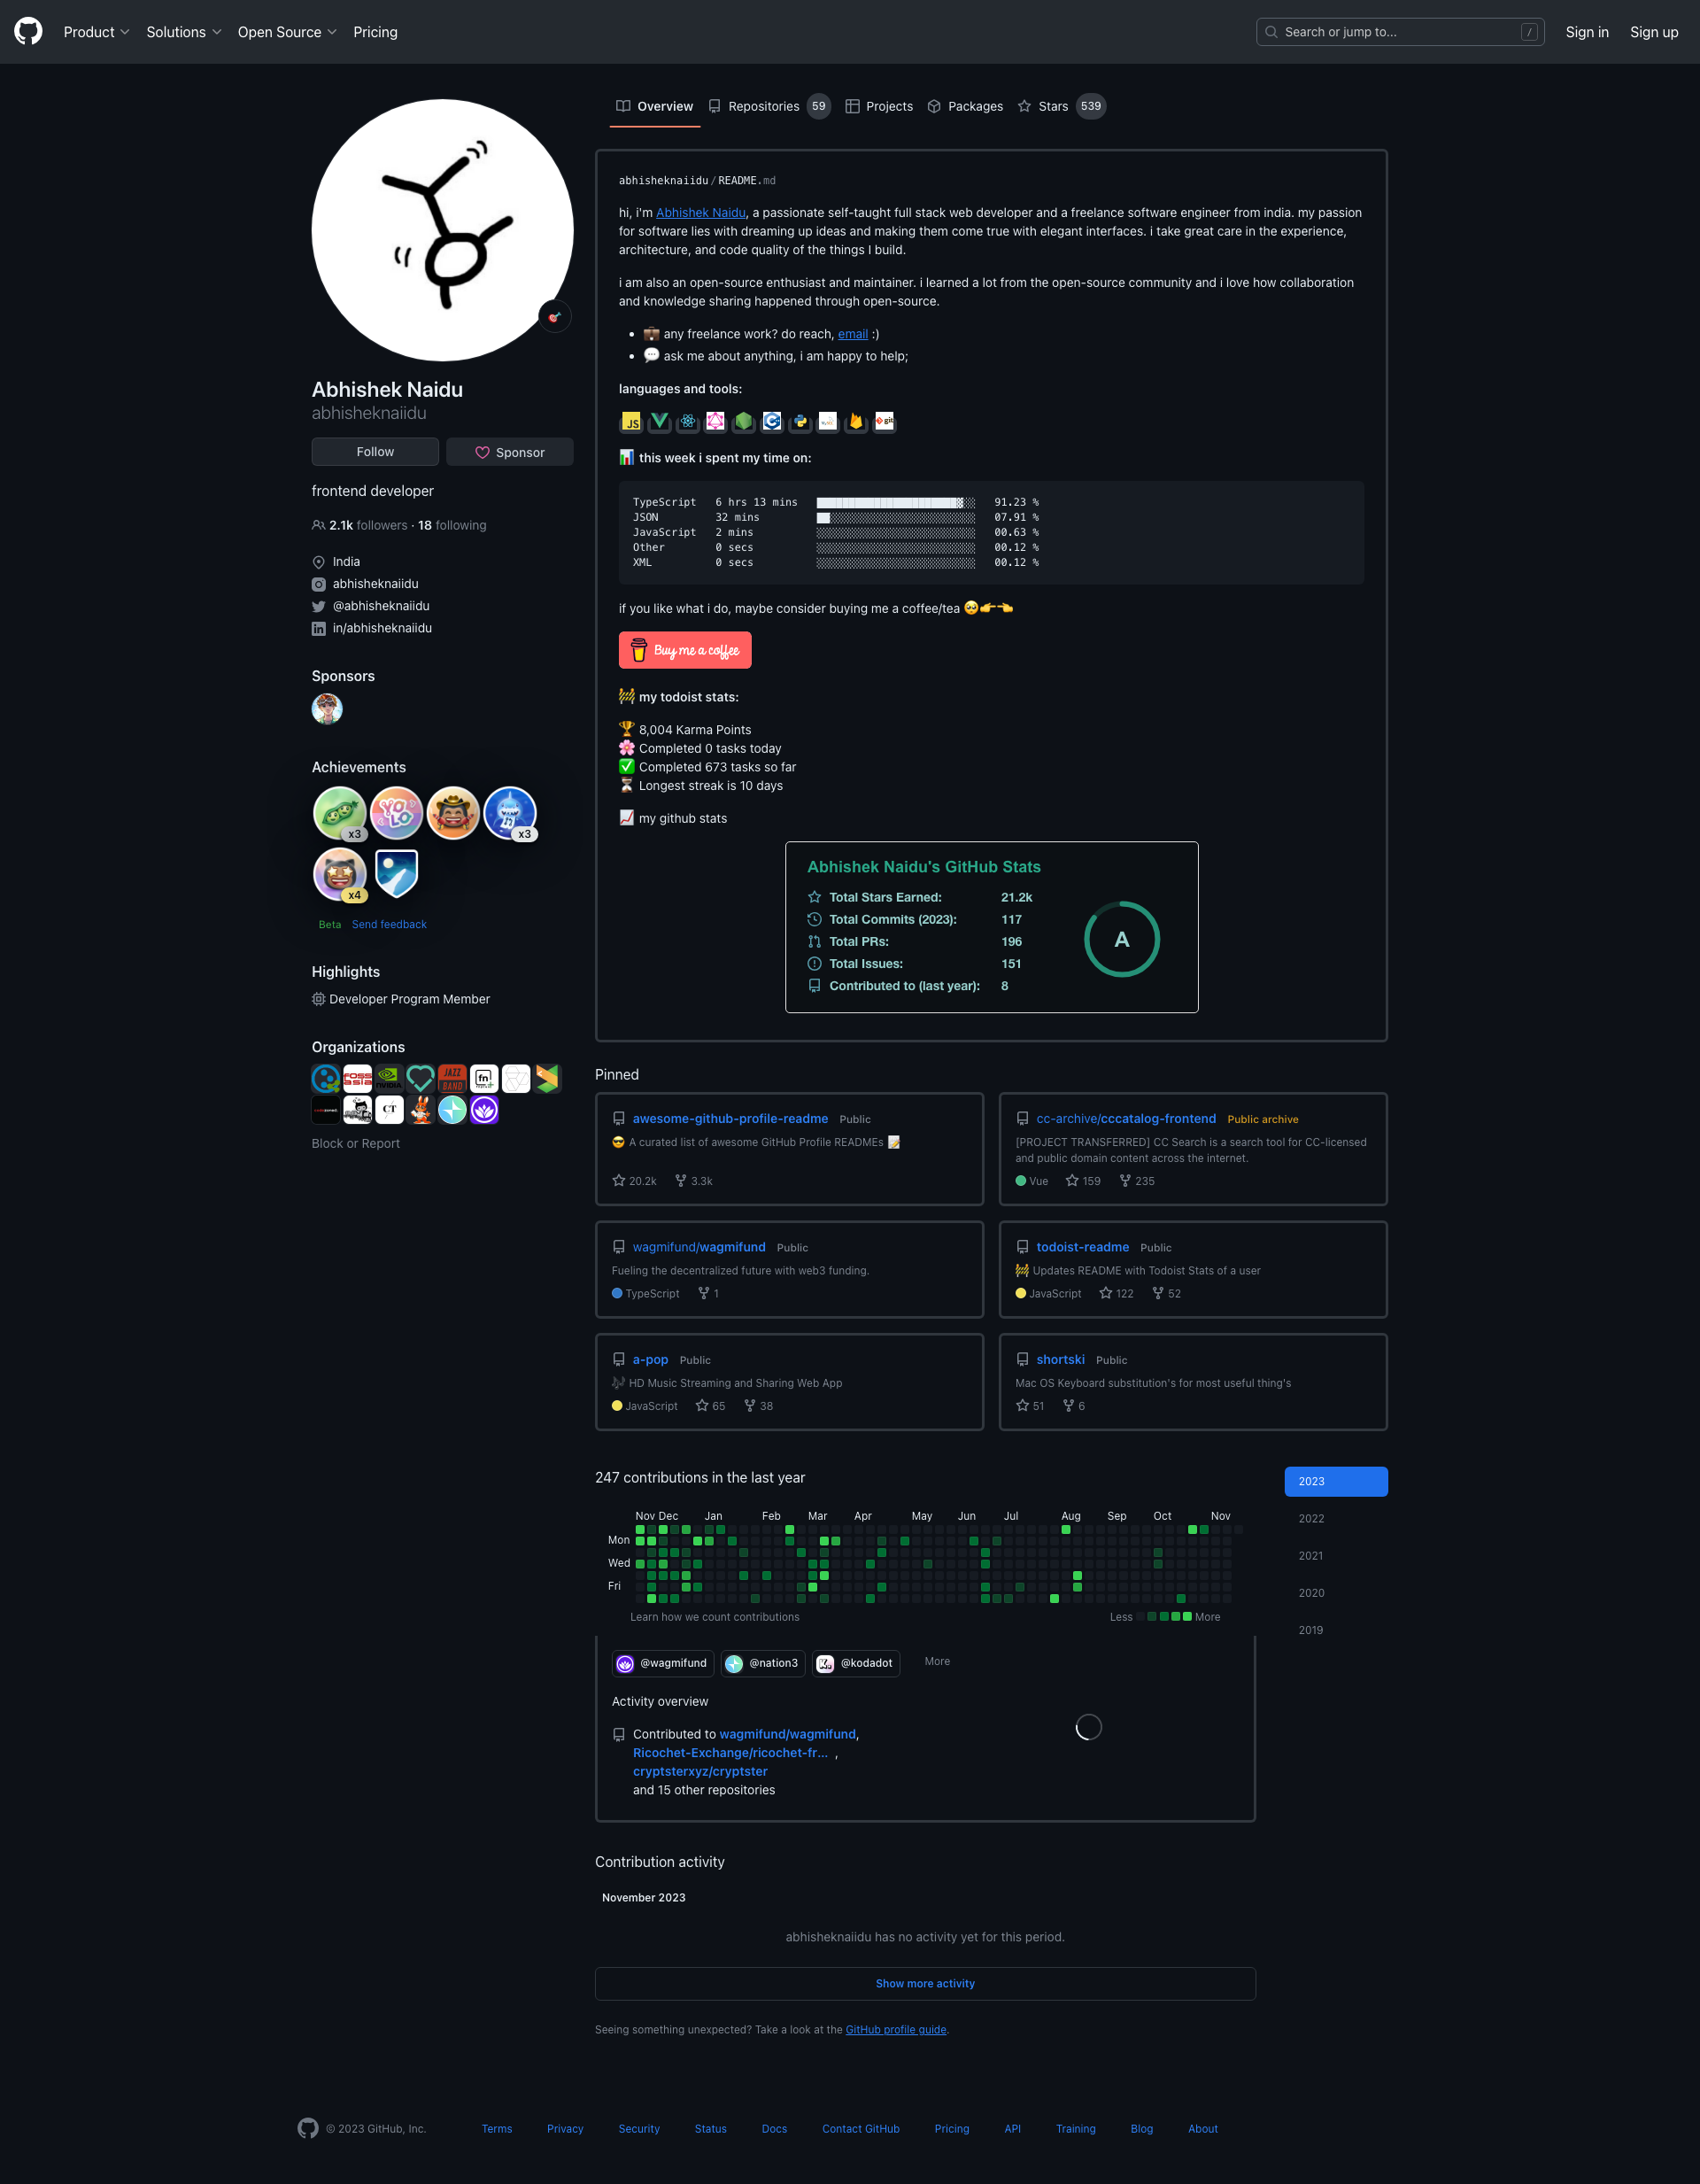 Product Solutions Open Source Pricing Search or jump to... / Sign in Sign up
Overview Repositories 59 Projects Packages Stars 539
Abhishek Naidu
abhisheknaiidu
Follow Sponsor
frontend developer
2.1k followers · 18 following
India
abhisheknaiidu
@abhisheknaiidu
in/abhisheknaiidu
Sponsors
Achievements
x3 YOLO x3
x4
Beta Send feedback
Highlights
Developer Program Member
Organizations
FOSS ASIA NVIDIA JAZZ BAND fn
CT
Block or Report
abhisheknaiidu/README.md
hi, i'm Abhishek Naidu, a passionate self-taught full stack web developer and a freelance software engineer from india. my passion
for software lies with dreaming up ideas and making them come true with elegant interfaces. i take great care in the experience,
architecture, and code quality of the things I build.
i am also an open-source enthusiast and maintainer. i learned a lot from the open-source community and i love how collaboration
and knowledge sharing happened through open-source.
💼 any freelance work? do reach, email :)
💬 ask me about anything, i am happy to help;
languages and tools:
JS git
📊 this week i spent my time on:
TypeScript 6 hrs 13 mins ██████████████████████▓░░ 91.23 %
JSON 32 mins ██░░░░░░░░░░░░░░░░░░░░░░░ 07.91 %
JavaScript 2 mins ░░░░░░░░░░░░░░░░░░░░░░░░░ 00.63 %
Other 0 secs ░░░░░░░░░░░░░░░░░░░░░░░░░ 00.12 %
XML 0 secs ░░░░░░░░░░░░░░░░░░░░░░░░░ 00.12 %
if you like what i do, maybe consider buying me a coffee/tea 🥺👉👈
Buy me a coffee
🚧 my todoist stats:
🏆 8,004 Karma Points
🌸 Completed 0 tasks today
✅ Completed 673 tasks so far
⏳ Longest streak is 10 days
📈 my github stats
Abhishek Naidu's GitHub Stats
Total Stars Earned: 21.2k
Total Commits (2023): 117
Total PRs: 196
Total Issues: 151
Contributed to (last year): 8
A
Pinned
awesome-github-profile-readme Public
😎 A curated list of awesome GitHub Profile READMEs 📝
20.2k 3.3k
cc-archive/cccatalog-frontend Public archive
[PROJECT TRANSFERRED] CC Search is a search tool for CC-licensed
and public domain content across the internet.
Vue 159 235
wagmifund/wagmifund Public
Fueling the decentralized future with web3 funding.
TypeScript 1
todoist-readme Public
🚧 Updates README with Todoist Stats of a user
JavaScript 122 52
a-pop Public
🎶 HD Music Streaming and Sharing Web App
JavaScript 65 38
shortski Public
Mac OS Keyboard substitution's for most useful thing's
51 6
247 contributions in the last year
2023
2022
2021
2020
2019
Nov Dec Jan Feb Mar Apr May Jun Jul Aug Sep Oct Nov
Mon
Wed
Fri
Learn how we count contributions Less More
@wagmifund @nation3 @kodadot More
Activity overview
Contributed to wagmifund/wagmifund,
Ricochet-Exchange/ricochet-fr... ,
cryptsterxyz/cryptster
and 15 other repositories
Contribution activity
November 2023
abhisheknaiidu has no activity yet for this period.
Show more activity
Seeing something unexpected? Take a look at the GitHub profile guide.
© 2023 GitHub, Inc. Terms Privacy Security Status Docs Contact GitHub Pricing API Training Blog About